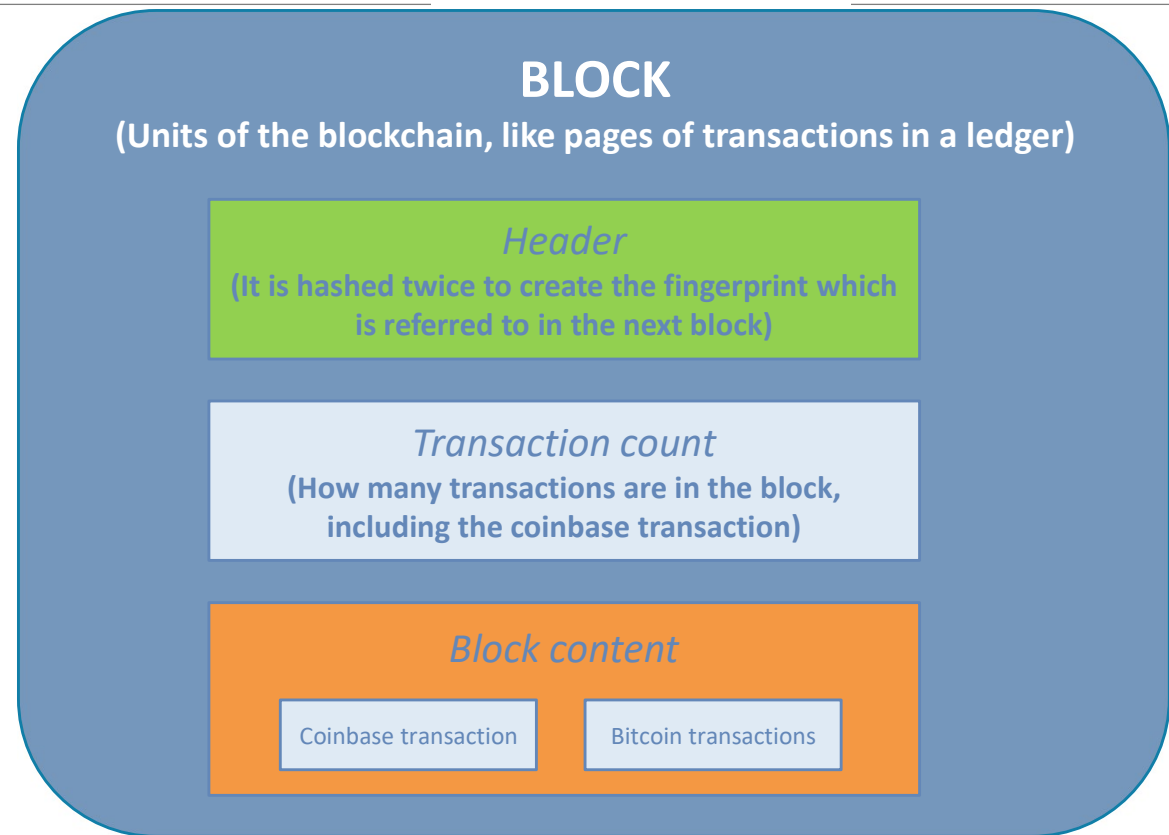 BLOCK
(Units of the blockchain, like pages of transactions in a ledger)
Header
(It is hashed twice to create the fingerprint which
is referred to in the next block)
Transaction count
(How many transactions are in the block,
including the coinbase transaction)
Block content
Coinbase transaction
Bitcoin transactions